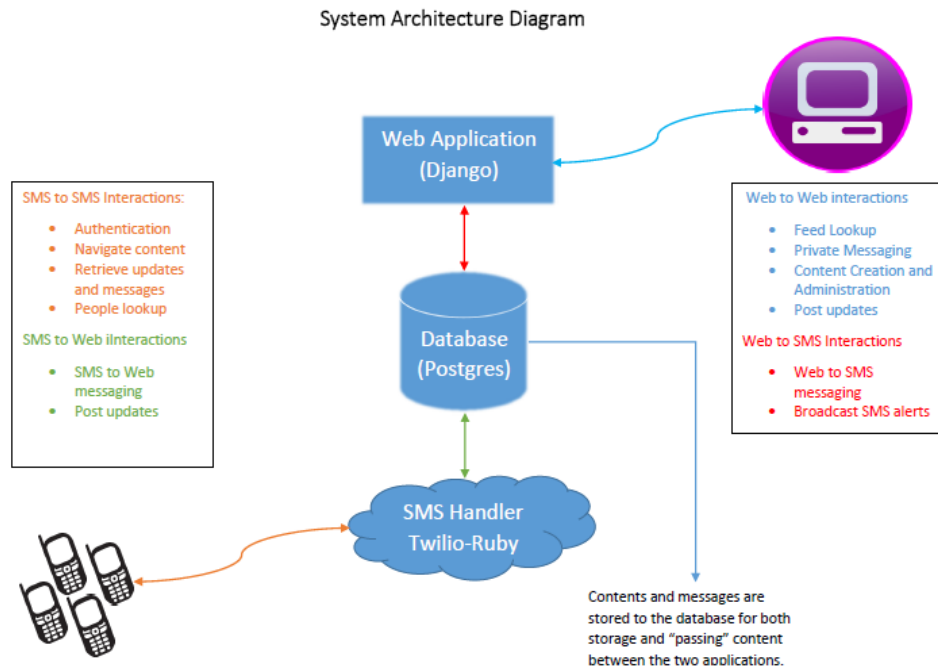 System Architecture Diagram
Web Application
(Django)
SMS to SMS Interactions:
• Authentication
• Navigate content
• Retrieve updates
and messages
• People lookup
SMS to Web iInteractions
• SMS to Web
messaging
• Post updates
Database
(Postgres)
Web to Web interactions
• Feed Lookup
• Private Messaging
• Content Creation and
Administration
• Post updates
Web to SMS Interactions
• Web to SMS
messaging
• Broadcast SMS alerts
SMS Handler
Twilio-Ruby
Contents and messages are
stored to the database for both
storage and “passing” content
between the two applications.